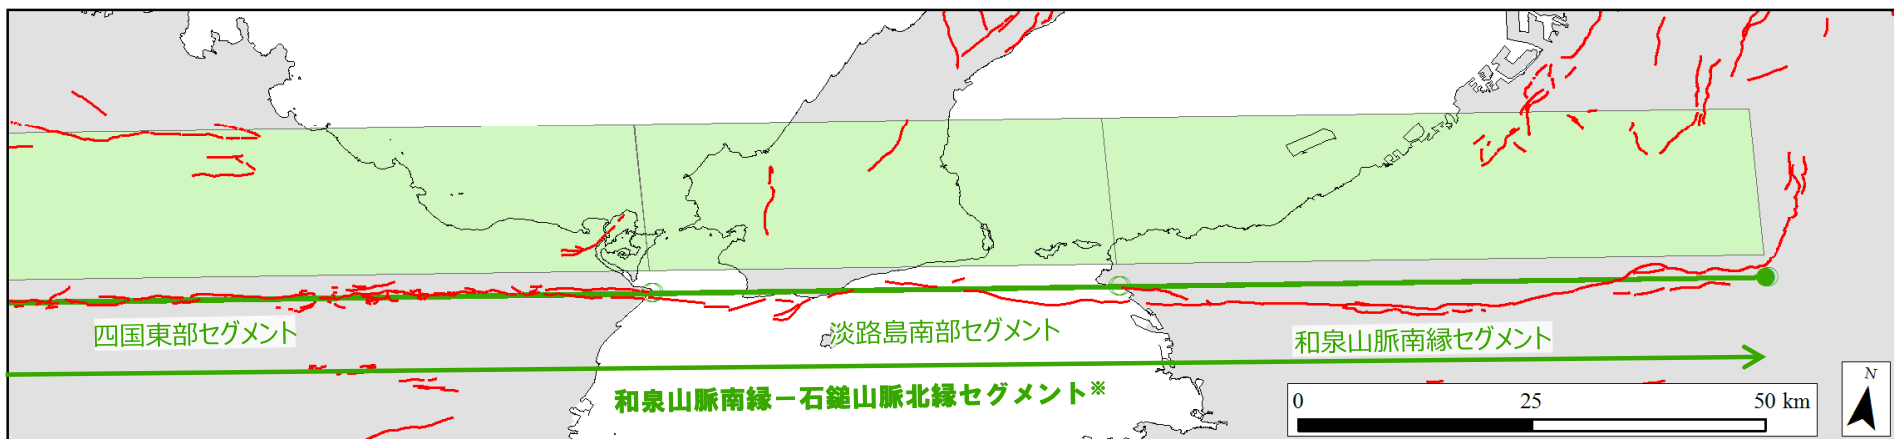 四国東部セグメント
淡路島南部セグメント
和泉山脈南縁セグメント
和泉山脈南縁－石鎚山脈北縁セグメント※
0 25 50 km
N